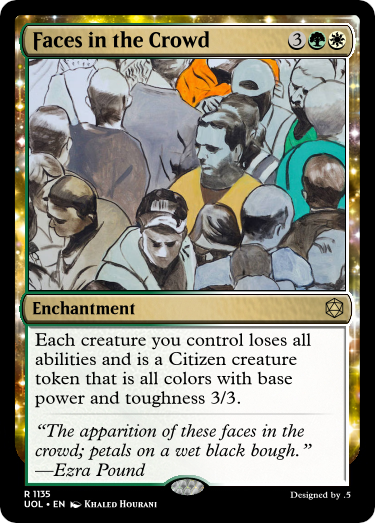 Faces in the Crowd 3
Enchantment
Each creature you control loses all
abilities and is a Citizen creature
token that is all colors with base
power and toughness 3/3.
“The apparition of these faces in the
crowd; petals on a wet black bough.”
—Ezra Pound
R 1135
UOL • EN Khaled Hourani
Designed by .5